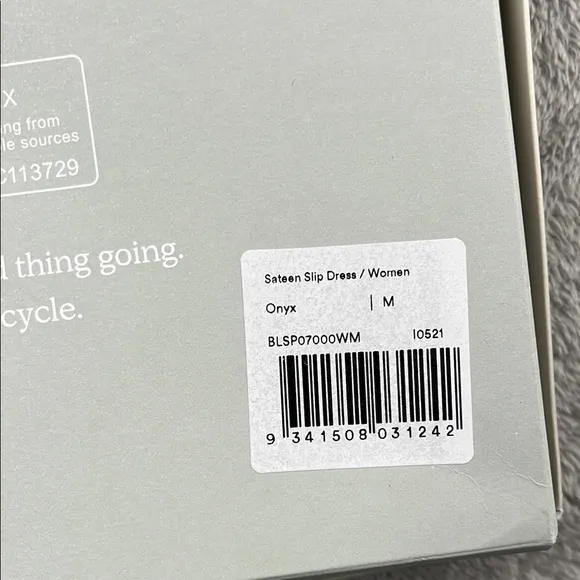 X
ing from
le sources
C113729
d thing going.
cycle.
Sateen Slip Dress / Women
Onyx | M
BLSP07000WM I0521
9 341508 031242